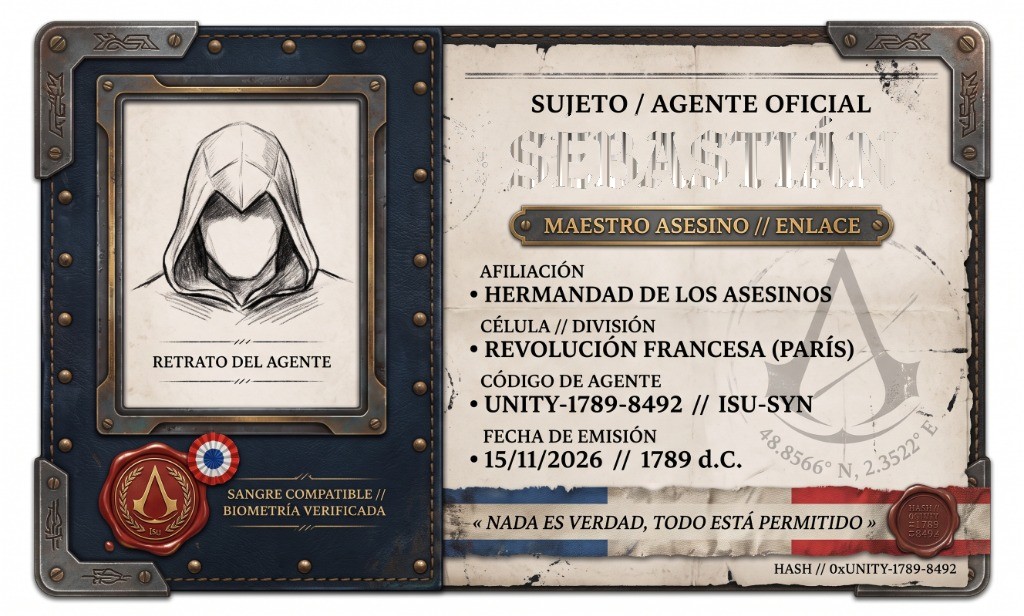 RETRATO DEL AGENTE
Isu
SANGRE COMPATIBLE //
BIOMETRÍA VERIFICADA
SUJETO / AGENTE OFICIAL
SEBASTIÁN
MAESTRO ASESINO // ENLACE
AFILIACIÓN
• HERMANDAD DE LOS ASESINOS
CÉLULA // DIVISIÓN
• REVOLUCIÓN FRANCESA (PARÍS)
CÓDIGO DE AGENTE
• UNITY-1789-8492 // ISU-SYN
FECHA DE EMISIÓN
• 15/11/2026 // 1789 d.C.
48.8566° N, 2.3522° E
« NADA ES VERDAD, TODO ESTÁ PERMITIDO »
HASH //
HASH // 0xUNITY-1789-8492